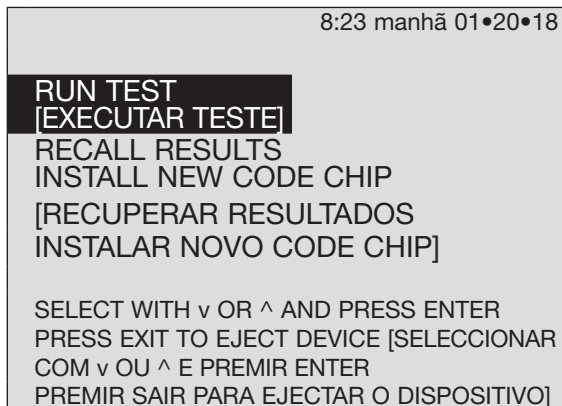 8:23 manhã 01•20•18
RUN TEST
[EXECUTAR TESTE]
RECALL RESULTS
INSTALL NEW CODE CHIP
[RECUPERAR RESULTADOS
INSTALAR NOVO CODE CHIP]
SELECT WITH v OR ^ AND PRESS ENTER
PRESS EXIT TO EJECT DEVICE [SELECCIONAR
COM v OU ^ E PREMIR ENTER
PREMIR SAIR PARA EJECTAR O DISPOSITIVO]